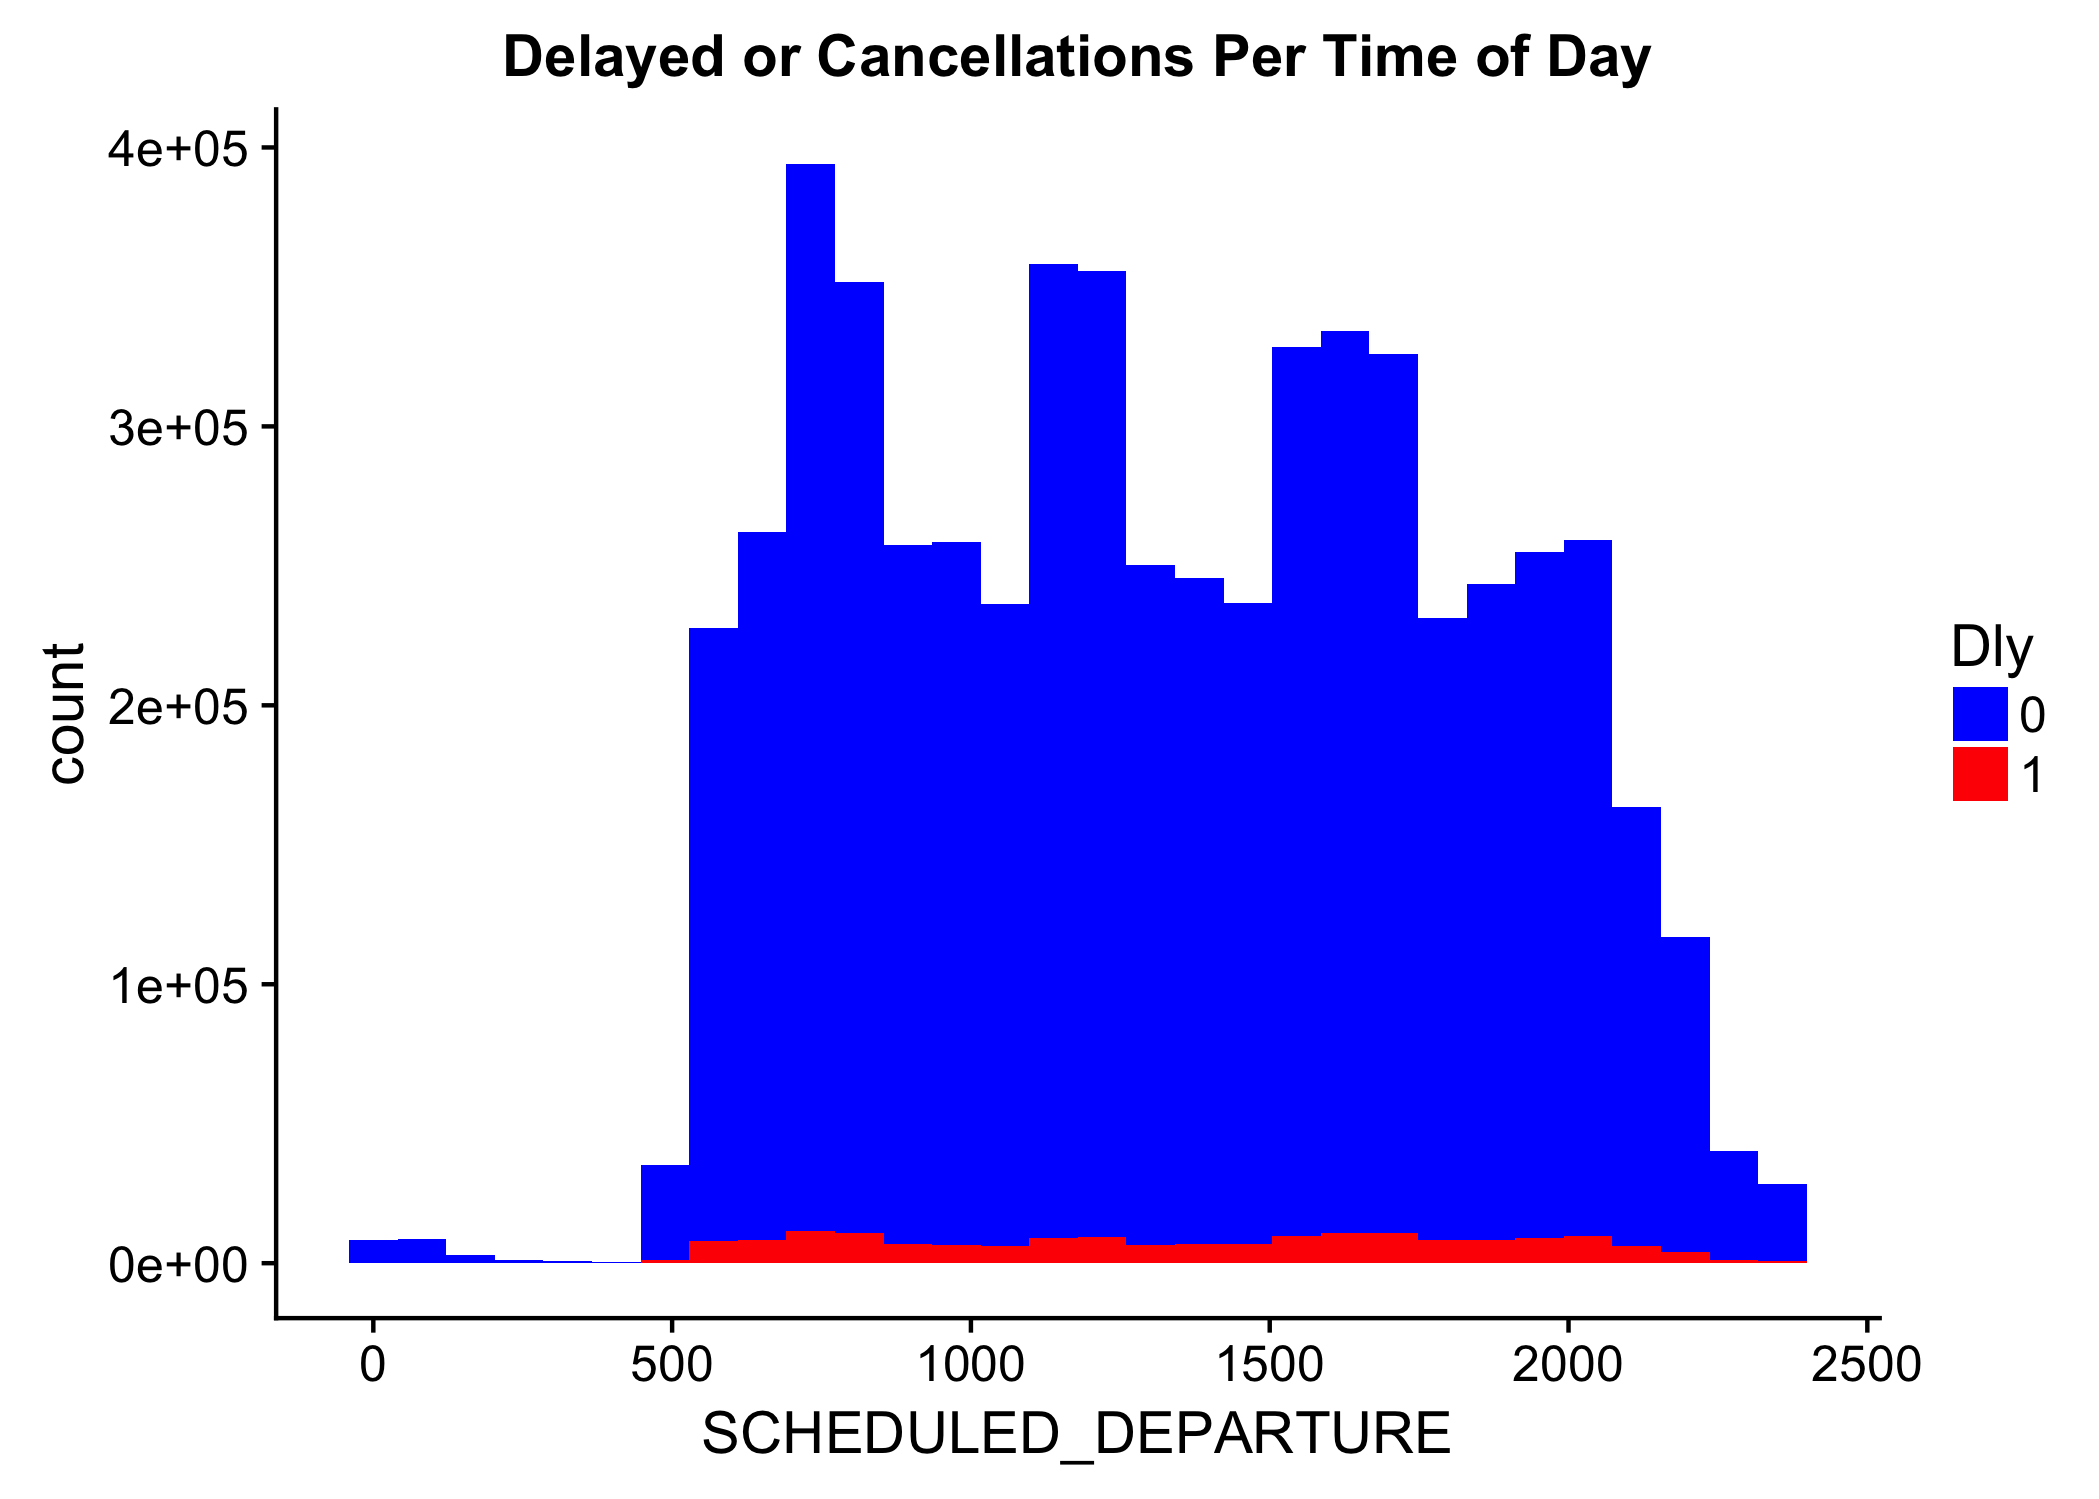 Delayed or Cancellations Per Time of Day
4e+05
3e+05
2e+05
1e+05
0e+00
count
0
500
1000
1500
2000
2500
SCHEDULED_DEPARTURE
Dly
0
1